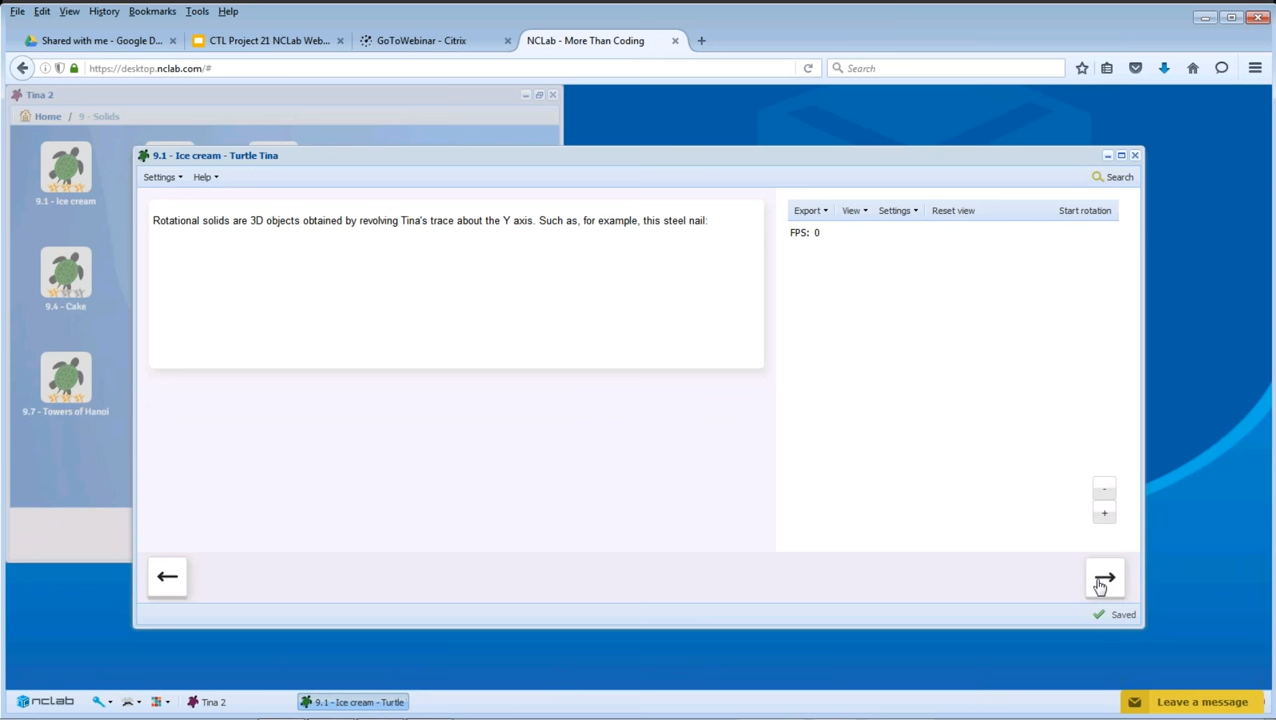 File Edit View History Bookmarks Tools Help
Shared with me - Google D...
CTL Project 21 NCLab Web...
GoToWebinar - Citrix
NCLab - More Than Coding
https://desktop.nclab.com/#
Search
Tina 2
Home / 9 - Solids
9.1 - Ice cream
9.4 - Cake
9.7 - Towers of Hanoi
9.1 - Ice cream - Turtle Tina
Settings Help
Search
Rotational solids are 3D objects obtained by revolving Tina's trace about the Y axis. Such as, for example, this steel nail:
Export View Settings Reset view Start rotation
FPS: 0
-
+
Saved
nclab
Tina 2
9.1 - Ice cream - Turtle
Leave a message